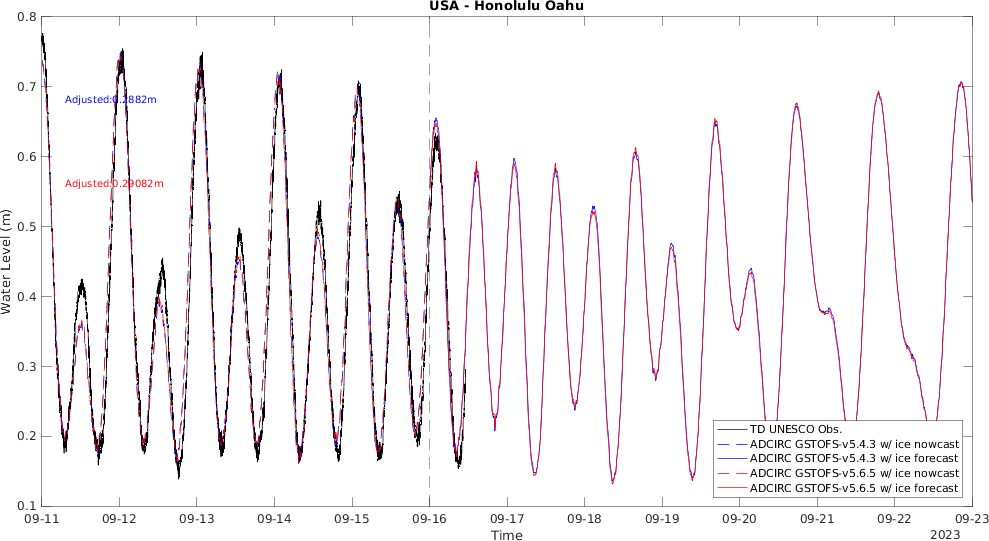 USA - Honolulu Oahu
0.8
0.7
0.6
0.5
0.4
0.3
0.2
0.1
Water Level (m)
Adjusted:0.2882m
Adjusted:0.29082m
TD UNESCO Obs.
ADCIRC GSTOFS-v5.4.3 w/ ice nowcast
ADCIRC GSTOFS-v5.4.3 w/ ice forecast
ADCIRC GSTOFS-v5.6.5 w/ ice nowcast
ADCIRC GSTOFS-v5.6.5 w/ ice forecast
09-11 09-12 09-13 09-14 09-15 09-16 09-17 09-18 09-19 09-20 09-21 09-22 09-23
Time
2023